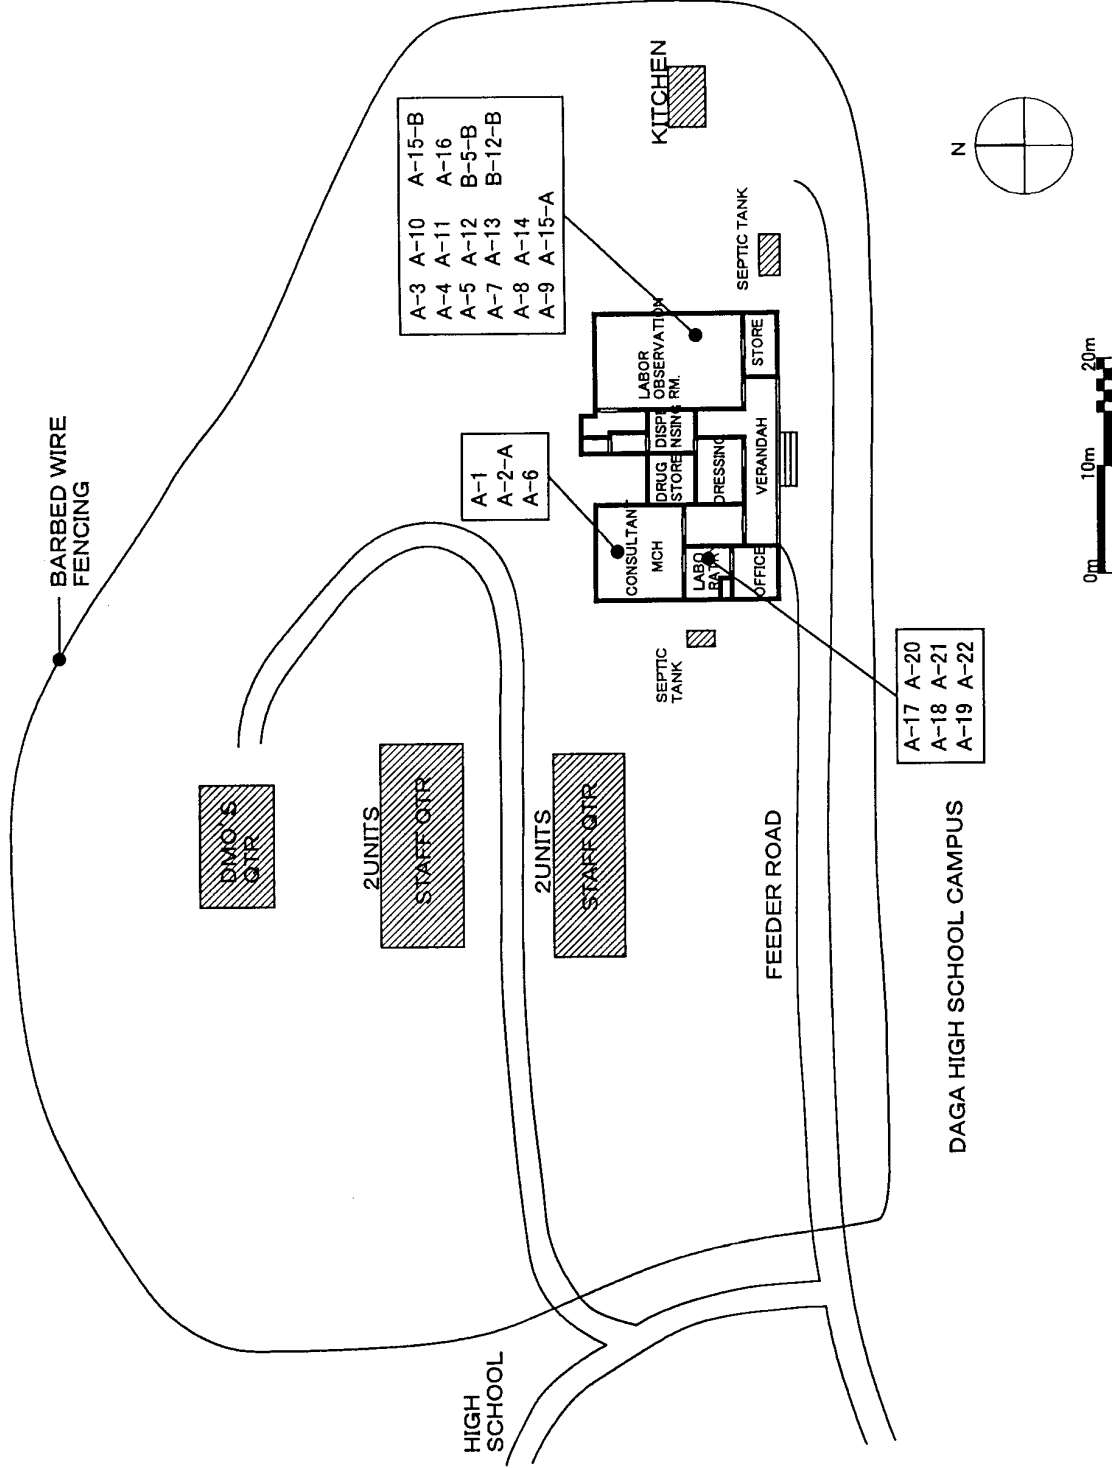 BARBED WIRE
FENCING
KITCHEN
A-3 A-10 A-15-B
A-4 A-11 A-16
A-5 A-12 B-5-B
A-7 A-13 B-12-B
A-8 A-14
A-9 A-15-A
N
SEPTIC TANK
LABOR
OBSERVATION
RM.
STORE
DISPE
NSING
DRUG
STORE
DRESSING
VERANDAH
A-1
A-2-A
A-6
CONSULTANT
MCH
LABO
RATR
OFFICE
SEPTIC
TANK
A-17 A-20
A-18 A-21
A-19 A-22
0m 10m 20m
DMO'S
QTR
2UNITS
STAFF QTR
2UNITS
STAFF QTR
FEEDER ROAD
DAGA HIGH SCHOOL CAMPUS
HIGH
SCHOOL